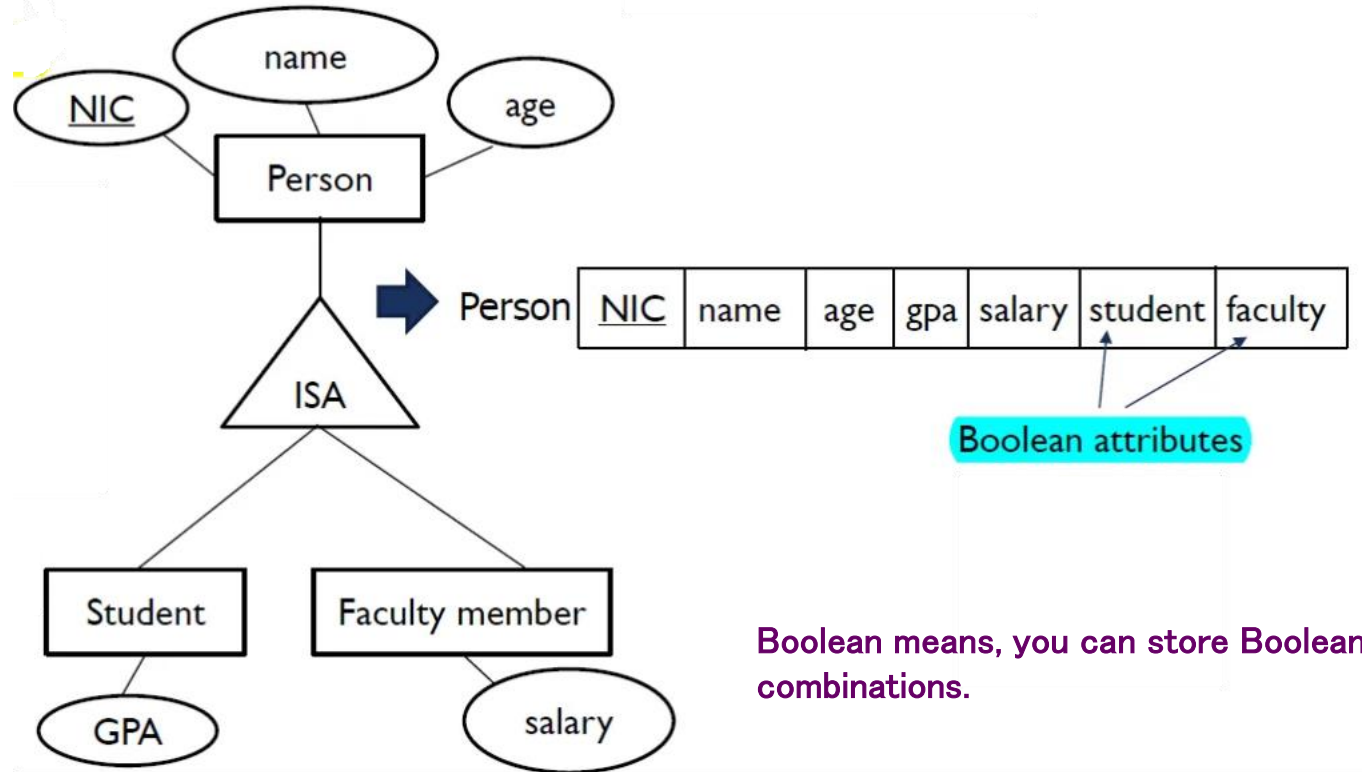 name
NIC
age
Person
Person NIC name age gpa salary student faculty
ISA
Boolean attributes
Student
Faculty member
Boolean means, you can store Boolean
combinations.
GPA
salary